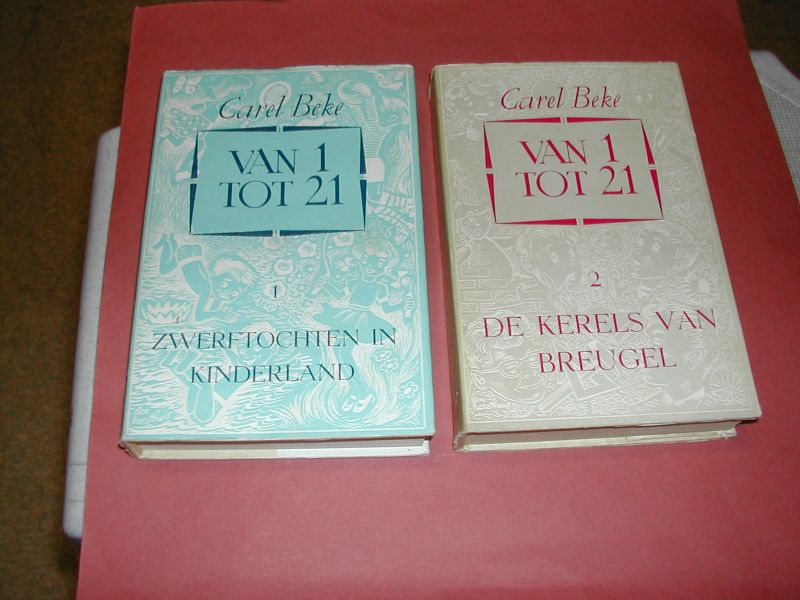 Carel Beke
VAN 1
TOT 21
1
ZWERFTOCHTEN IN
KINDERLAND
Carel Beke
VAN 1
TOT 21
2
DE KERELS VAN
BREUGEL